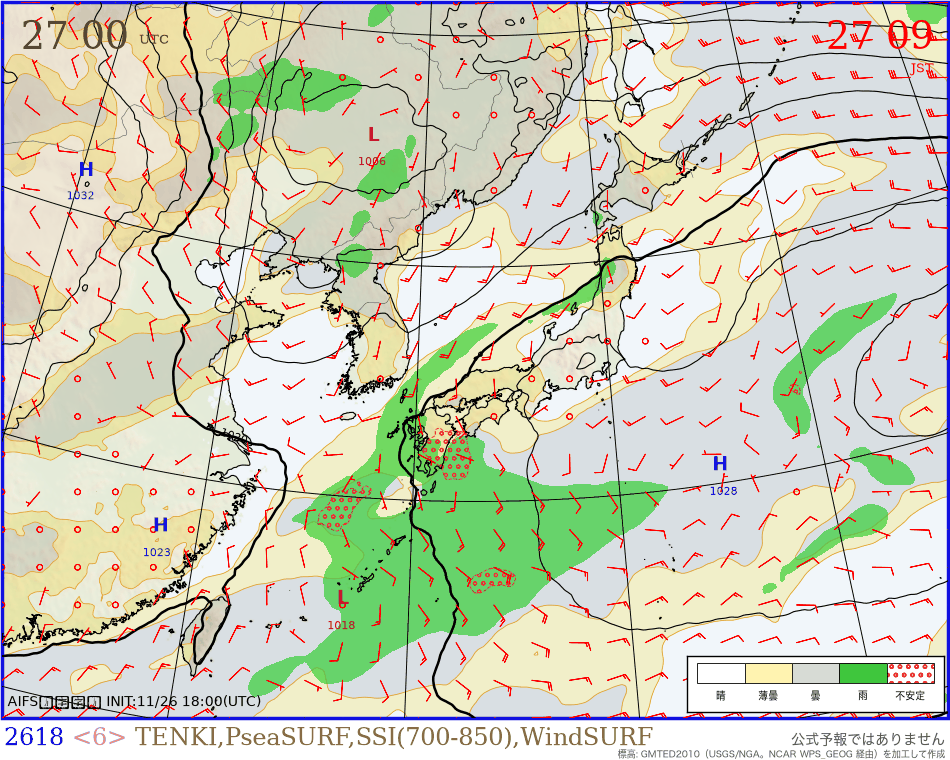 27 00 UTC
27 09
JST
L
1006
H
1032
1020
H
1028
H
1023
L
1018
晴 薄曇 曇 雨 不安定
AIFS INIT:11/26 18:00(UTC)
2618 <6> TENKI,PseaSURF,SSI(700-850),WindSURF
公式予報ではありません
標高: GMTED2010（USGS/NGA。NCAR WPS_GEOG 経由）を加工して作成